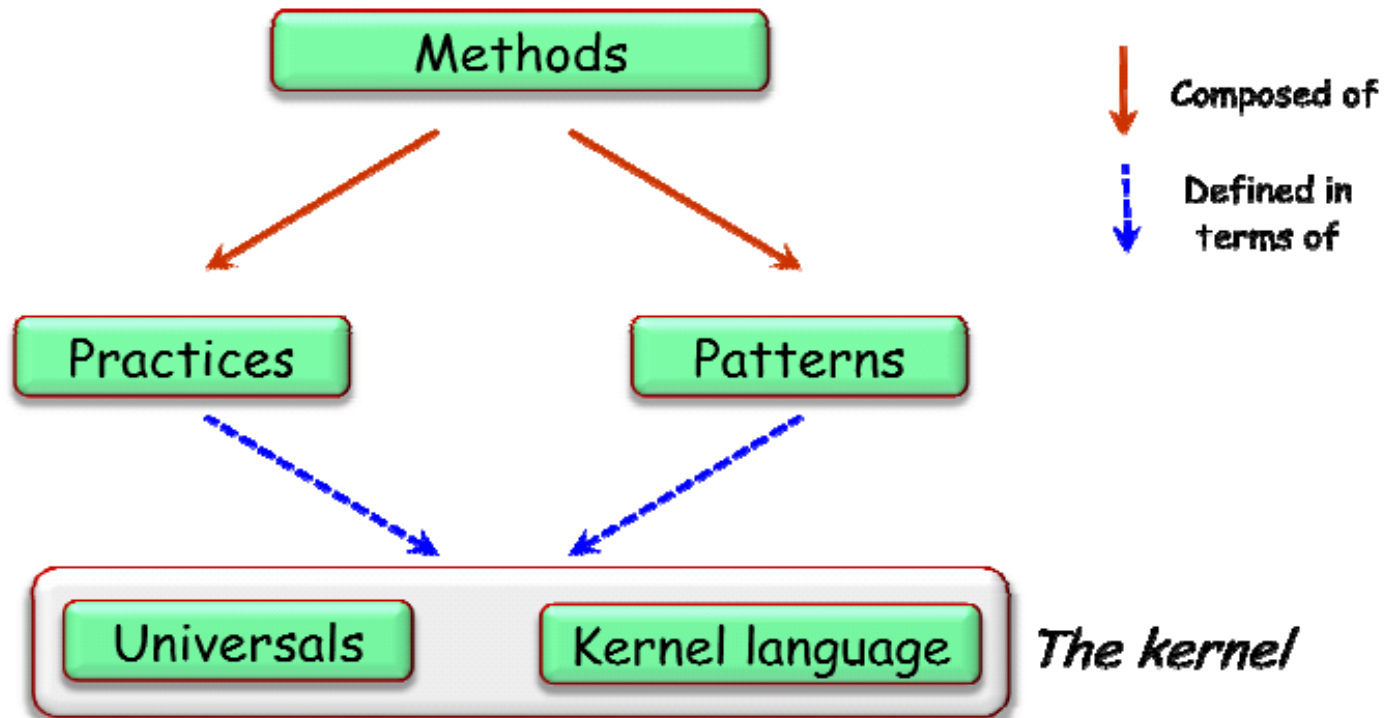 Methods
Composed of
Defined in
terms of
Practices
Patterns
Universals
Kernel language
The kernel